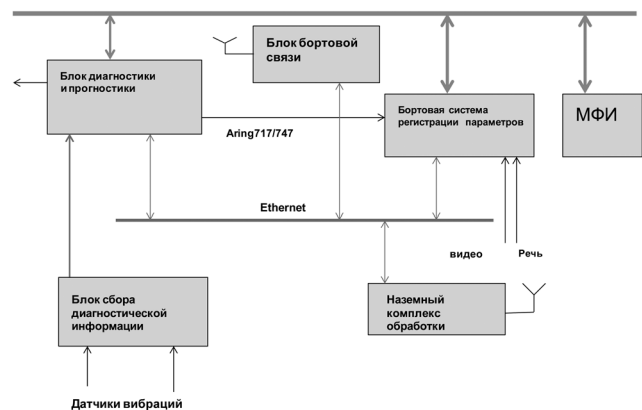 Блок бортовой
связи
Блок диагностики
и прогностики
Бортовая система
регистрации параметров
МФИ
Aring717/747
Ethernet
видео
Речь
Блок сбора
диагностической
информации
Наземный
комплекс
обработки
Датчики вибраций